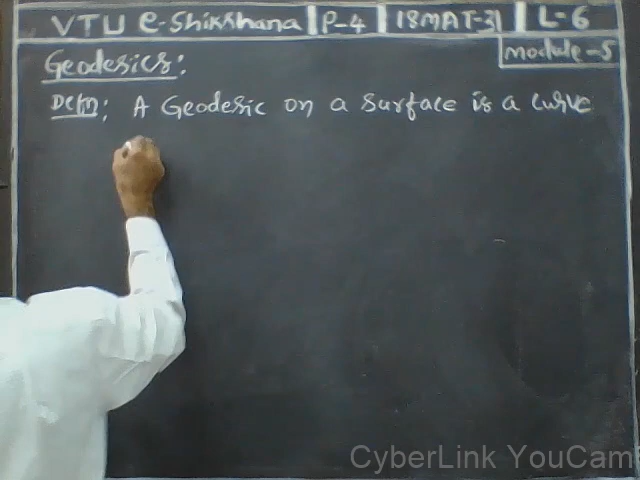 VTU e-Shikshana P-4 18MAT-31 L-6
Module-5
Geodesics:
Defn: A Geodesic on a surface is a curve
CyberLink YouCam